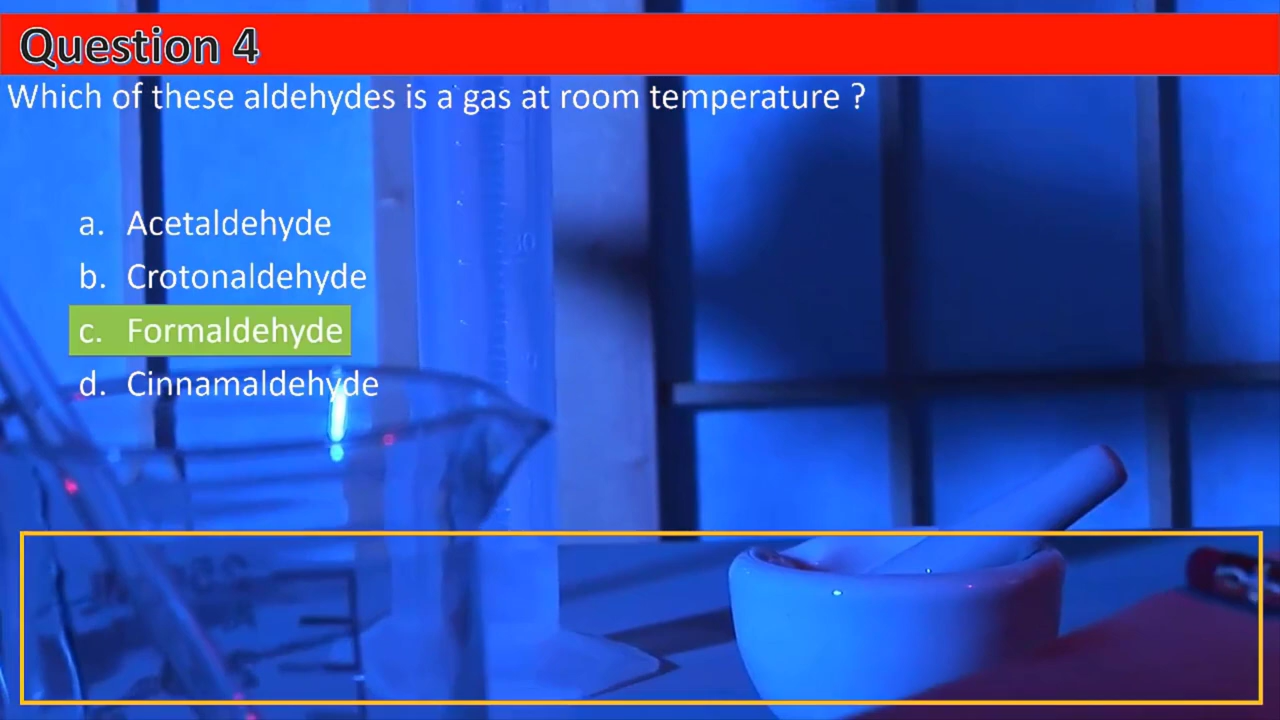 Question 4
Which of these aldehydes is a gas at room temperature ?
a. Acetaldehyde
b. Crotonaldehyde
c. Formaldehyde
d. Cinnamaldehyde